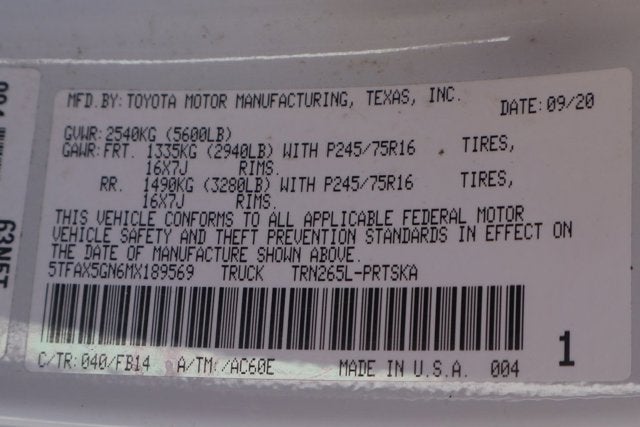 MFD.BY: TOYOTA MOTOR MANUFACTURING, TEXAS, INC. DATE: 09/20
GVWR: 2540KG (5600LB)
GAWR: FRT. 1335KG (2940LB) WITH P245/75R16 TIRES,
16X7J RIMS.
RR. 1490KG (3280LB) WITH P245/75R16 TIRES,
16X7J RIMS.
THIS VEHICLE CONFORMS TO ALL APPLICABLE FEDERAL MOTOR
VEHICLE SAFETY AND THEFT PREVENTION STANDARDS IN EFFECT ON
THE DATE OF MANUFACTURE SHOWN ABOVE.
5TFAX5GN6MX189569 TRUCK TRN265L-PRTSKA
1
C/TR: 040/FB14 A/TM: /AC60E MADE IN U.S.A. 004
63N5T